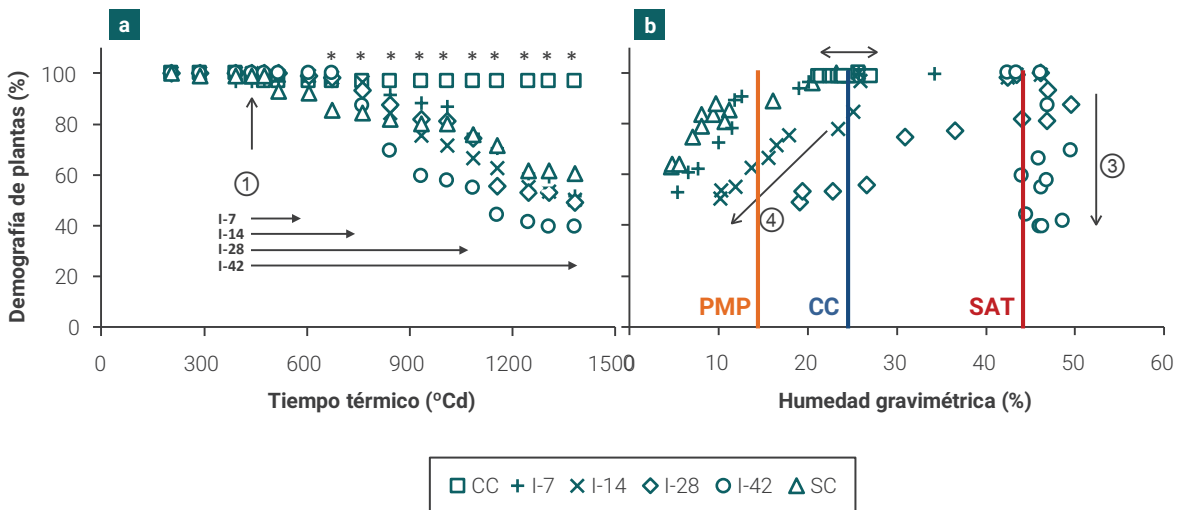 a
b
* * * * * * * * * *
Demografía de plantas (%)
100
80
60
40
20
0
1
I-7
I-14
I-28
I-42
0 300 600 900 1200 1500
Tiempo térmico (ºCd)
3
4
PMP
CC
SAT
0 10 20 30 40 50 60
Humedad gravimétrica (%)
CC I-7 I-14 I-28 I-42 SC